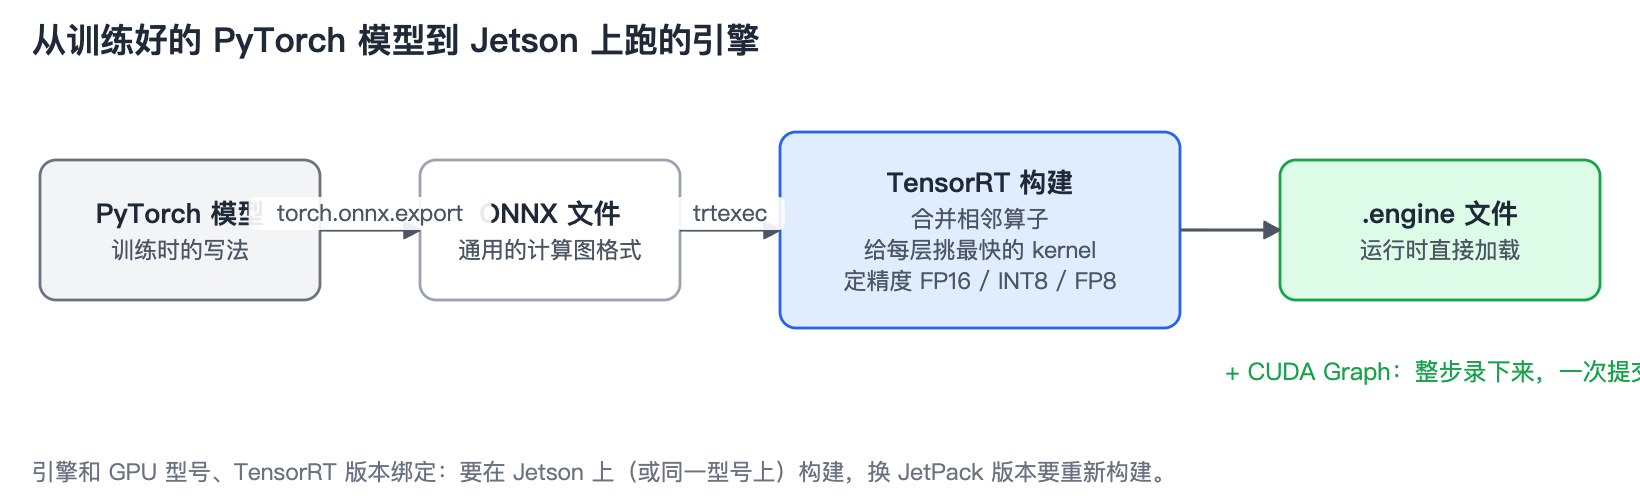 从训练好的 PyTorch 模型到 Jetson 上跑的引擎
PyTorch 模型
训练时的写法
torch.onnx.export
ONNX 文件
通用的计算图格式
trtexec
TensorRT 构建
合并相邻算子
给每层挑最快的 kernel
定精度 FP16 / INT8 / FP8
.engine 文件
运行时直接加载
+ CUDA Graph：整步录下来，一次提交
引擎和 GPU 型号、TensorRT 版本绑定：要在 Jetson 上（或同一型号上）构建，换 JetPack 版本要重新构建。